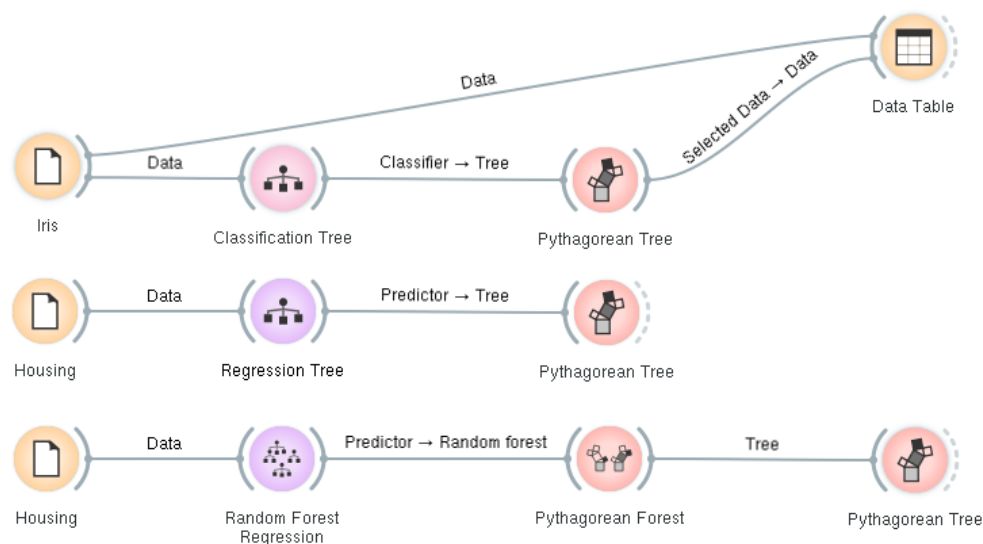 Data
Selected Data → Data
Data Table
Data
Classifier → Tree
Iris
Classification Tree
Pythagorean Tree
Data
Predictor → Tree
Housing
Regression Tree
Pythagorean Tree
Data
Predictor → Random forest
Tree
Housing
Random Forest
Regression
Pythagorean Forest
Pythagorean Tree